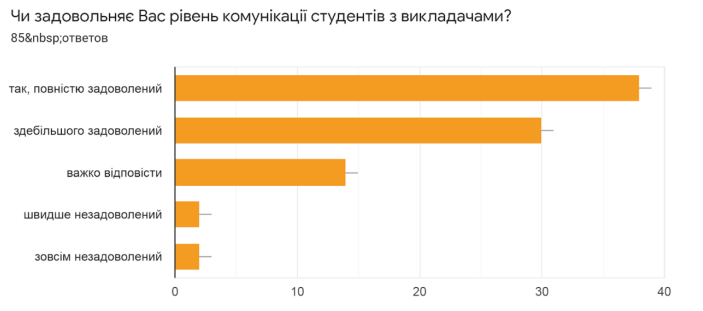 Чи задовольняє Вас рівень комунікації студентів з викладачами?
85&nbsp;ответов
так, повністю задоволений
здебільшого задоволений
важко відповісти
швидше незадоволений
зовсім незадоволений
0 10 20 30 40